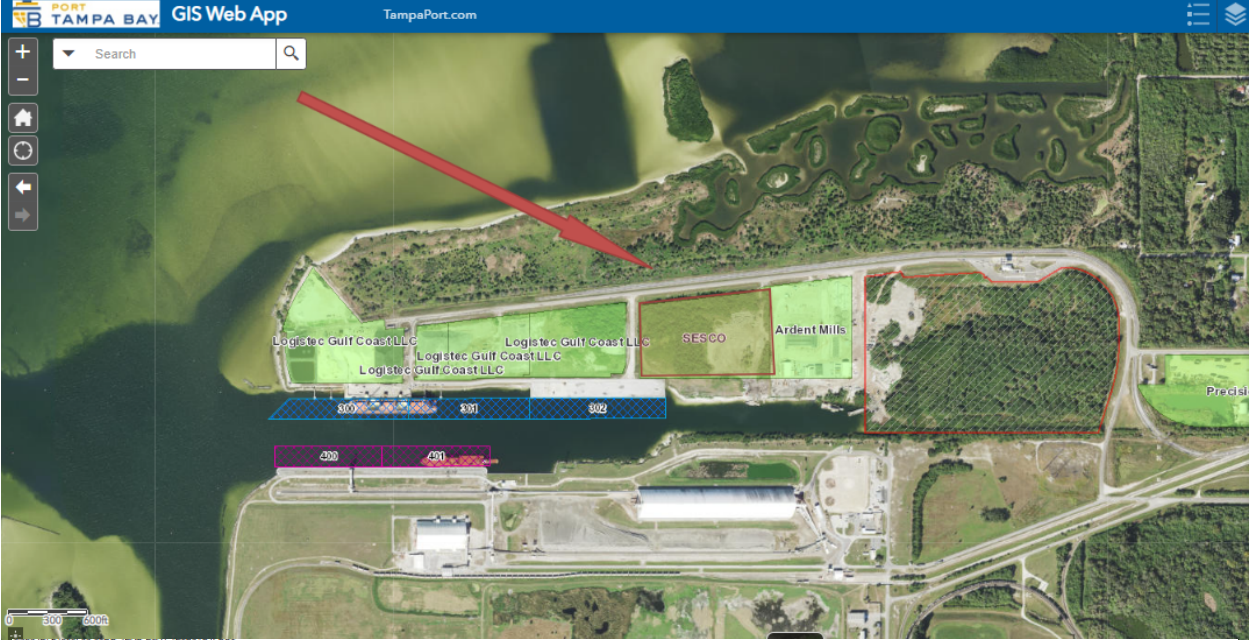 PORT
TAMPA BAY
GIS Web App
TampaPort.com
Search
Logistec Gulf Coast LLC
Logistec Gulf Coast LLC
Logistec Gulf Coast LLC
Logistec Gulf Coast LLC
SESCO
Ardent Mills
Precisi
300
301
302
400
401
0 300 600ft